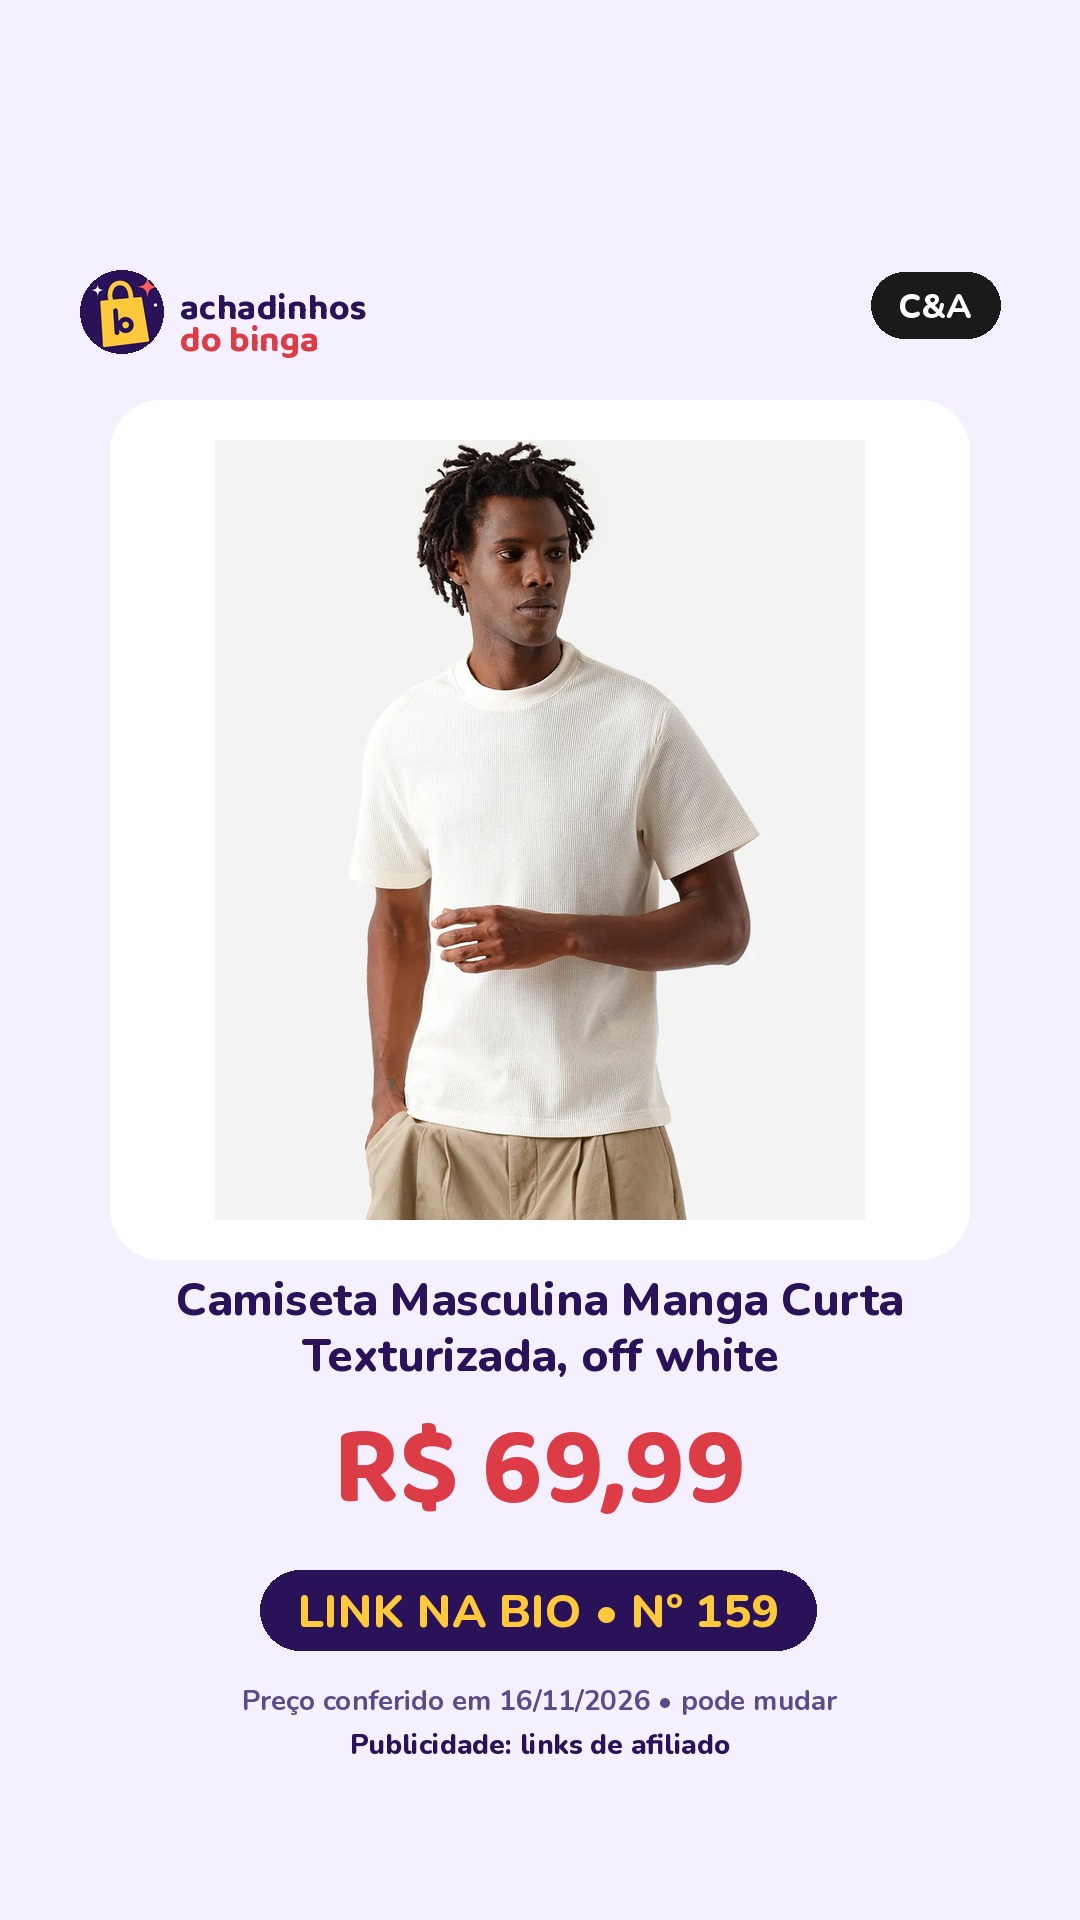 b
achadinhos
do binga
C&A
Camiseta Masculina Manga Curta
Texturizada, off white
R$ 69,99
LINK NA BIO • Nº 159
Preço conferido em 16/11/2026 • pode mudar
Publicidade: links de afiliado